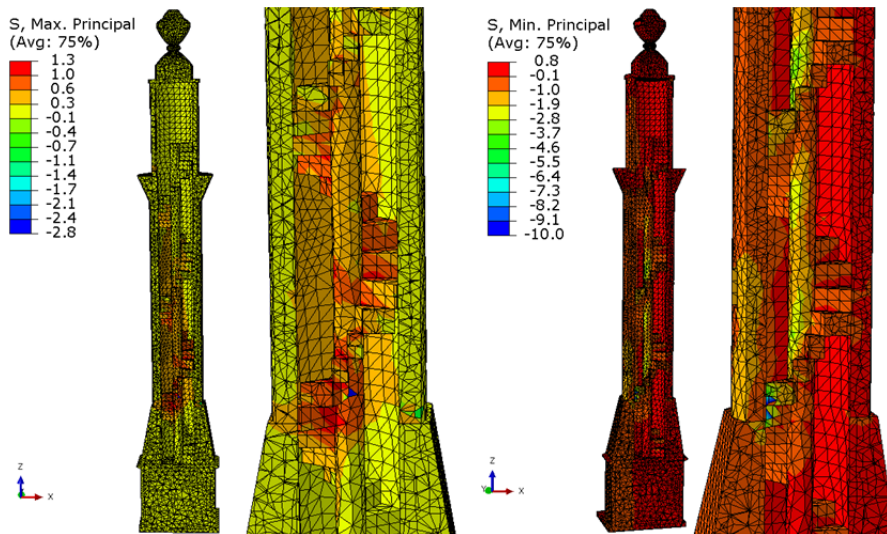 S, Max. Principal
(Avg: 75%)
1.3
1.0
0.6
0.3
-0.1
-0.4
-0.7
-1.1
-1.4
-1.7
-2.1
-2.4
-2.8
Z
X
S, Min. Principal
(Avg: 75%)
0.8
-0.1
-1.0
-1.9
-2.8
-3.7
-4.6
-5.5
-6.4
-7.3
-8.2
-9.1
-10.0
Z
Y
X